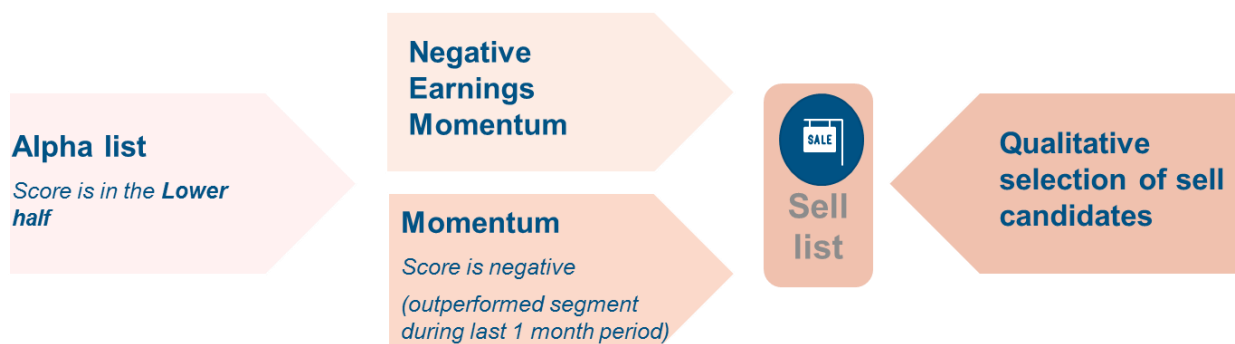 Alpha list
Score is in the Lower
half
Negative
Earnings
Momentum
Momentum
Score is negative
(outperformed segment
during last 1 month period)
SALE
Sell
list
Qualitative
selection of sell
candidates